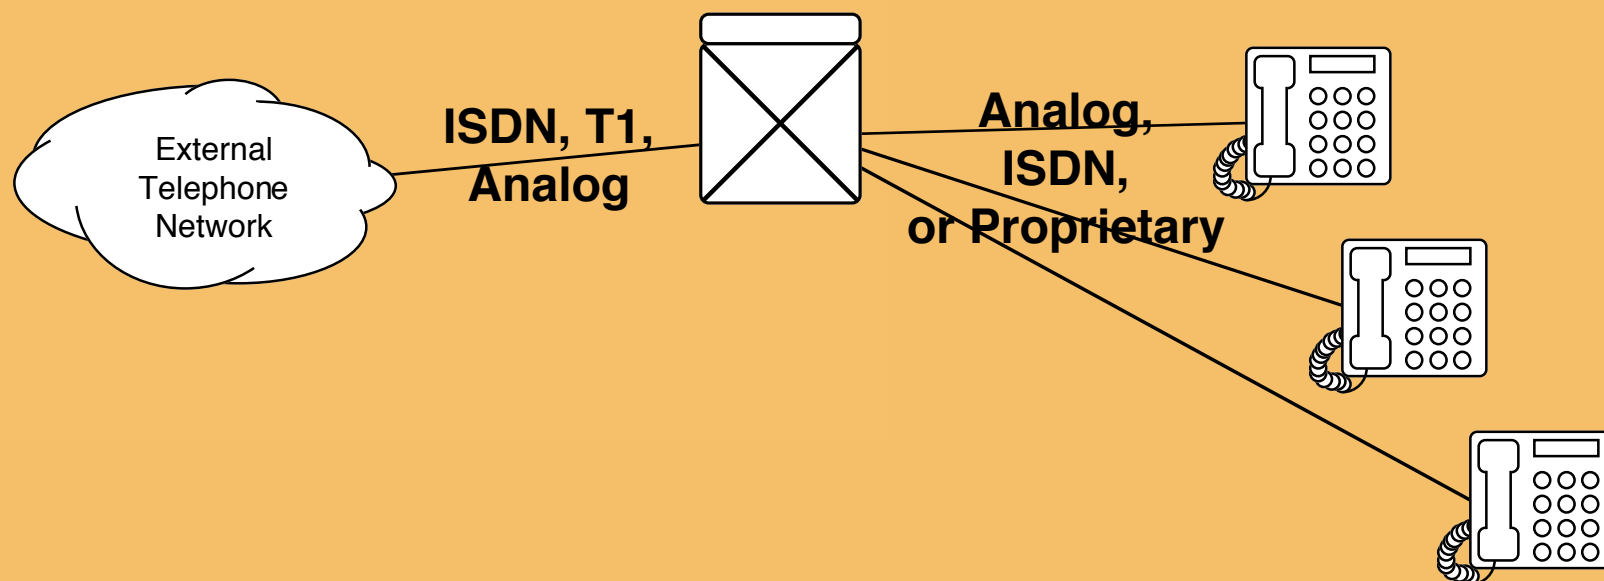 External
Telephone
Network
ISDN, T1,
Analog
Analog,
ISDN,
or Proprietary